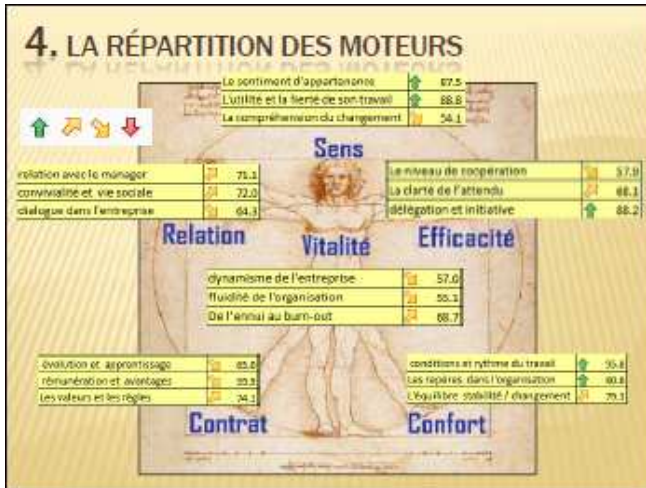 4. LA RÉPARTITION DES MOTEURS
Le sentiment d'appartenance
L'utilité et la fierté de son travail 88.8
La compréhension du changement 54.1
Sens
relation avec le manager 71.1
convivialité et vie sociale 72.0
dialogue dans l'entreprise 64.3
Relation
Le niveau de coopération 57.9
La clarté de l'attendu 68.1
délégation et initiative 88.2
Efficacité
Vitalité
dynamisme de l'entreprise 57.0
fluidité de l'organisation 55.1
De l'ennui au burn-out 68.7
évolution et apprentissage
rémunération et avantages
Les valeurs et les règles 74.1
Contrat
conditions et rythme du travail
Les repères dans l'organisation
L'équilibre stabilité / changement
Confort